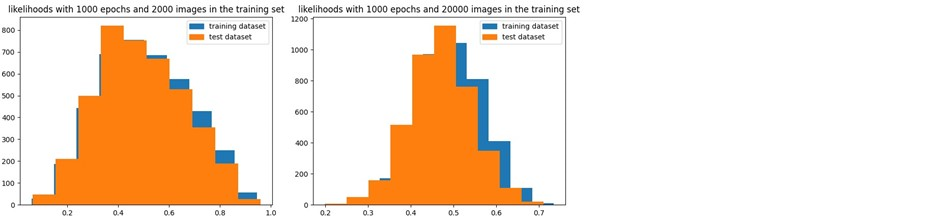 likelihoods with 1000 epochs and 2000 images in the training set
800
700
600
500
400
300
200
100
0
0.2 0.4 0.6 0.8 1.0
training dataset
test dataset
likelihoods with 1000 epochs and 20000 images in the training set
1200
1000
800
600
400
200
0
0.2 0.3 0.4 0.5 0.6 0.7
training dataset
test dataset